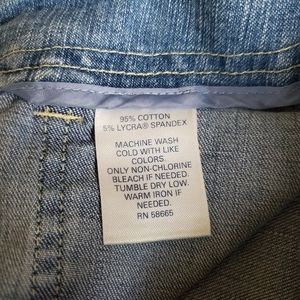 95% COTTON
5% LYCRA® SPANDEX
MACHINE WASH
COLD WITH LIKE
COLORS.
ONLY NON-CHLORINE
BLEACH IF NEEDED.
TUMBLE DRY LOW.
WARM IRON IF
NEEDED.
RN 58665